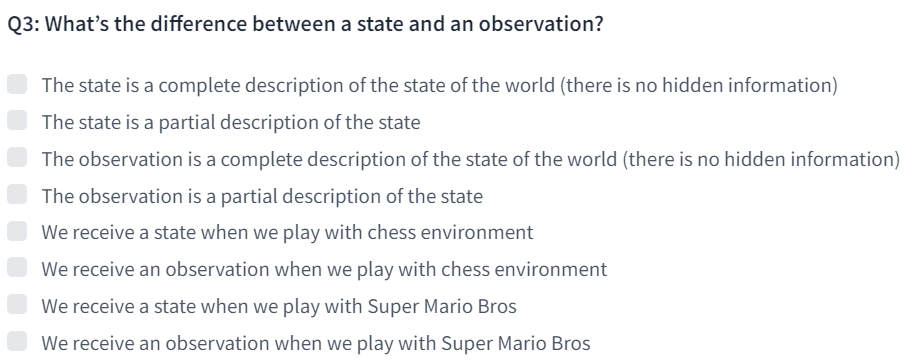 Q3: What’s the difference between a state and an observation?
The state is a complete description of the state of the world (there is no hidden information)
The state is a partial description of the state
The observation is a complete description of the state of the world (there is no hidden information)
The observation is a partial description of the state
We receive a state when we play with chess environment
We receive an observation when we play with chess environment
We receive a state when we play with Super Mario Bros
We receive an observation when we play with Super Mario Bros